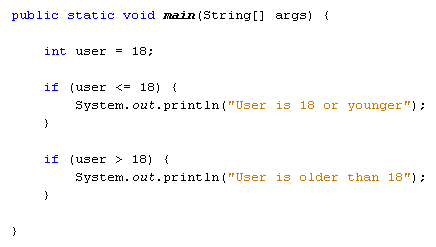 public static void main(String[] args) {
int user = 18;
if (user <= 18) {
System.out.println("User is 18 or younger");
}
if (user > 18) {
System.out.println("User is older than 18");
}
}